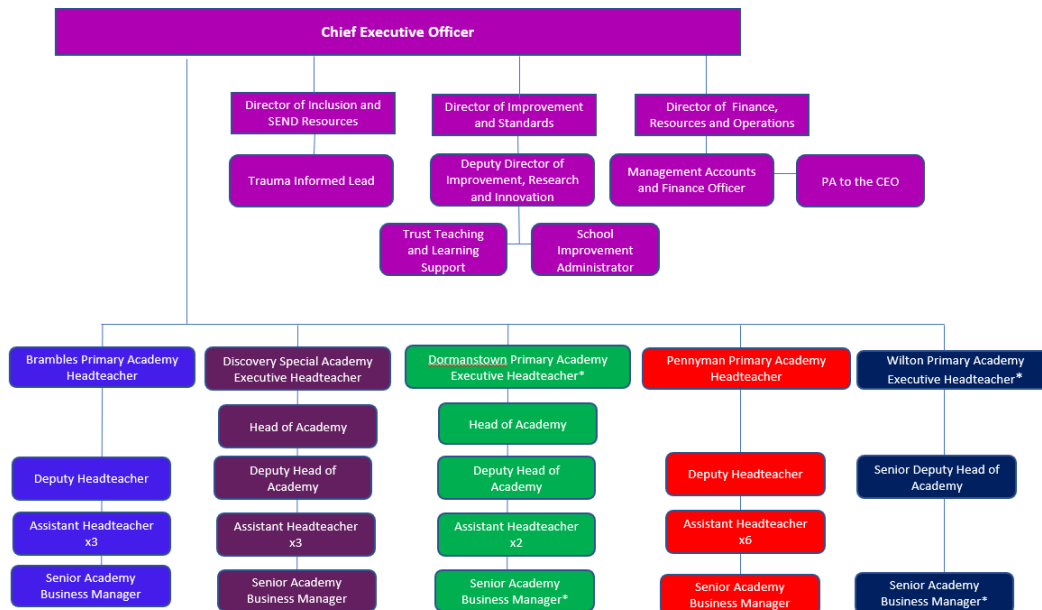 Chief Executive Officer
Director of Inclusion and
SEND Resources
Director of Improvement
and Standards
Director of  Finance,
Resources and Operations
Trauma Informed Lead
Deputy Director of
Improvement, Research
and Innovation
Management Accounts
and Finance Officer
PA to the CEO
Trust Teaching
and Learning
Support
School
Improvement
Administrator
Brambles Primary Academy
Headteacher
Discovery Special Academy
Executive Headteacher
Dormanstown Primary Academy
Executive Headteacher*
Pennyman Primary Academy
Headteacher
Wilton Primary Academy
Executive Headteacher*
Head of Academy
Head of Academy
Deputy Headteacher
Deputy Head of
Academy
Deputy Head of
Academy
Deputy Headteacher
Senior Deputy Head of
Academy
Assistant Headteacher
x3
Assistant Headteacher
x3
Assistant Headteacher
x2
Assistant Headteacher
x6
Senior Academy
Business Manager
Senior Academy
Business Manager
Senior Academy
Business Manager*
Senior Academy
Business Manager
Senior Academy
Business Manager*